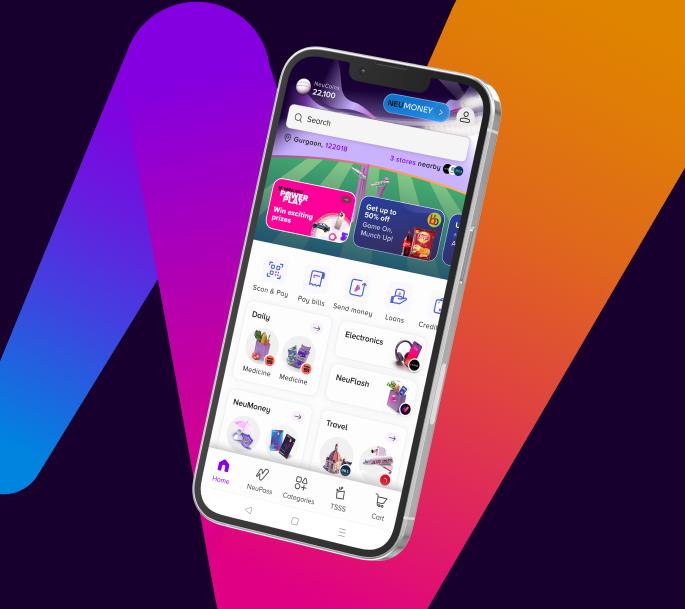 NeuCoins
22,100
NEUMONEY
Search
Gurgaon, 122018
3 stores nearby
POWER
PLAY
Win exciting
prizes
Get up to
50% off
Game On,
Munch Up!
bb
Scan & Pay
Pay bills
Send money
Loans
Daily
Electronics
Medicine
Medicine
NeuFlash
NeuMoney
Travel
Home
NeuPass
Categories
TSSS
Cart